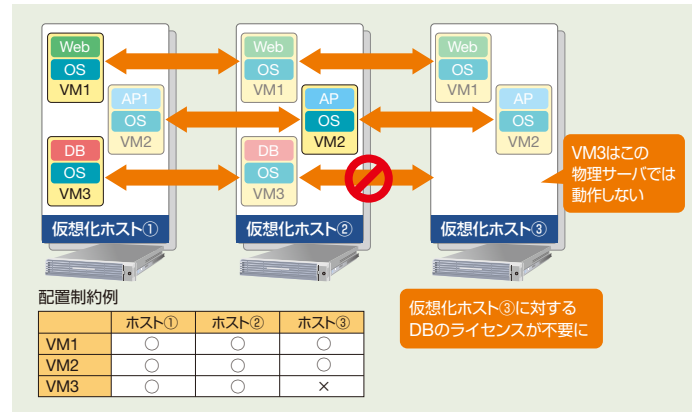 Web
OS
VM1
AP1
OS
VM2
DB
OS
VM3
仮想化ホスト①
Web
OS
VM1
AP
OS
VM2
DB
OS
VM3
仮想化ホスト②
Web
OS
VM1
AP
OS
VM2
仮想化ホスト③
VM3はこの
物理サーバでは
動作しない
配置制約例
ホスト① ホスト② ホスト③
VM1 ○ ○ ○
VM2 ○ ○ ○
VM3 ○ ○ ×
仮想化ホスト③に対する
DBのライセンスが不要に